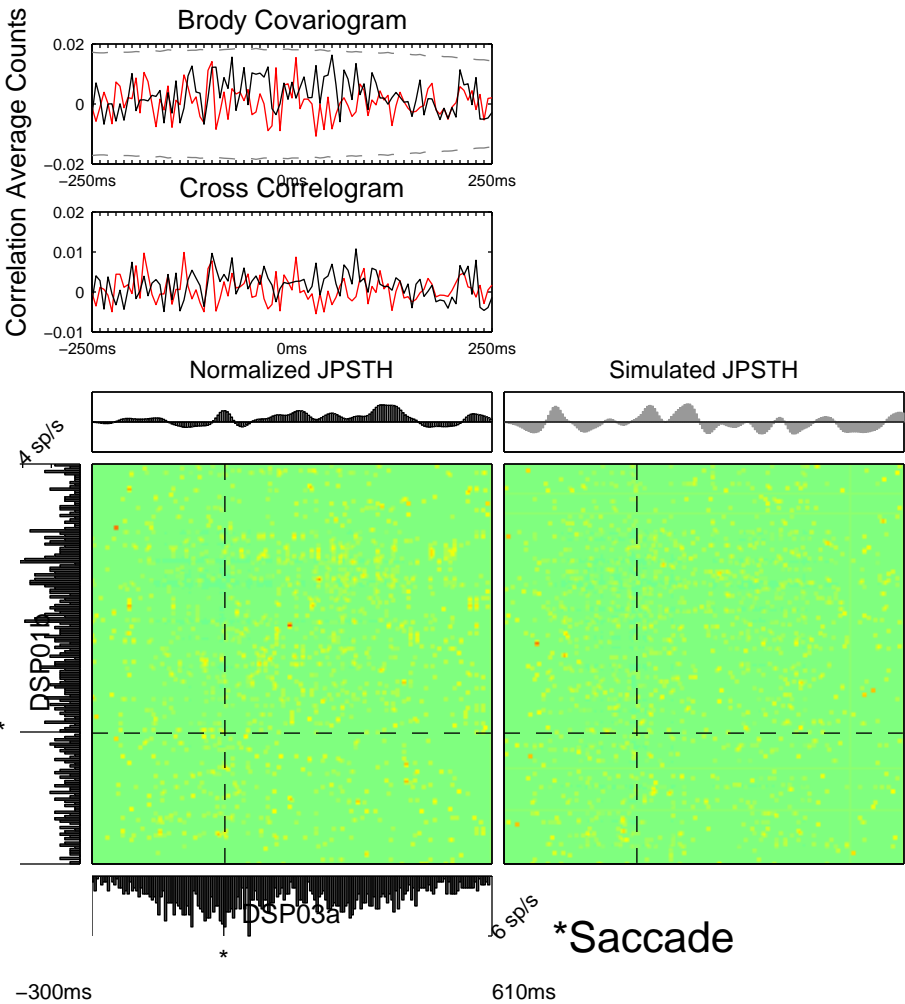 Brody Covariogram
Correlation Average Counts
0.02
0
−0.02
−250ms
0ms
250ms
Cross Correlogram
0.02
0.01
0
−0.01
−250ms
0ms
250ms
Normalized JPSTH
Simulated JPSTH
4 sp/s
DSP01b
*
DSP03a
6 sp/s
*
*Saccade
−300ms
610ms